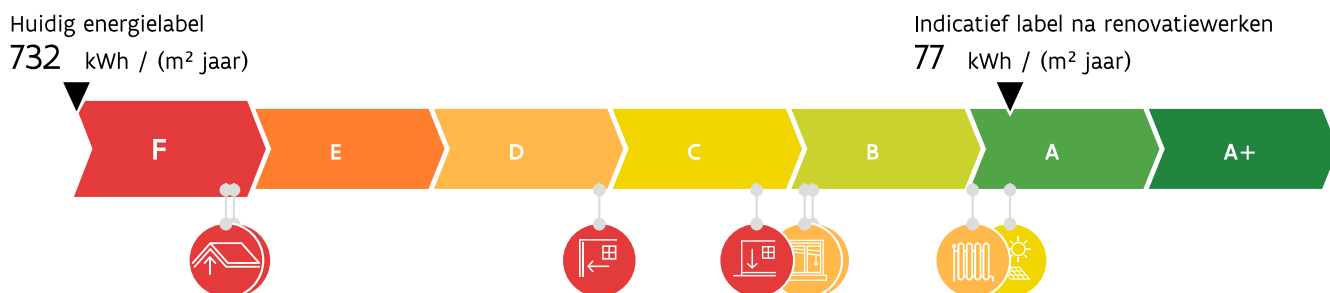 Huidig energielabel
732 kWh / (m² jaar)
Indicatief label na renovatiewerken
77 kWh / (m² jaar)
F
E
D
C
B
A
A+